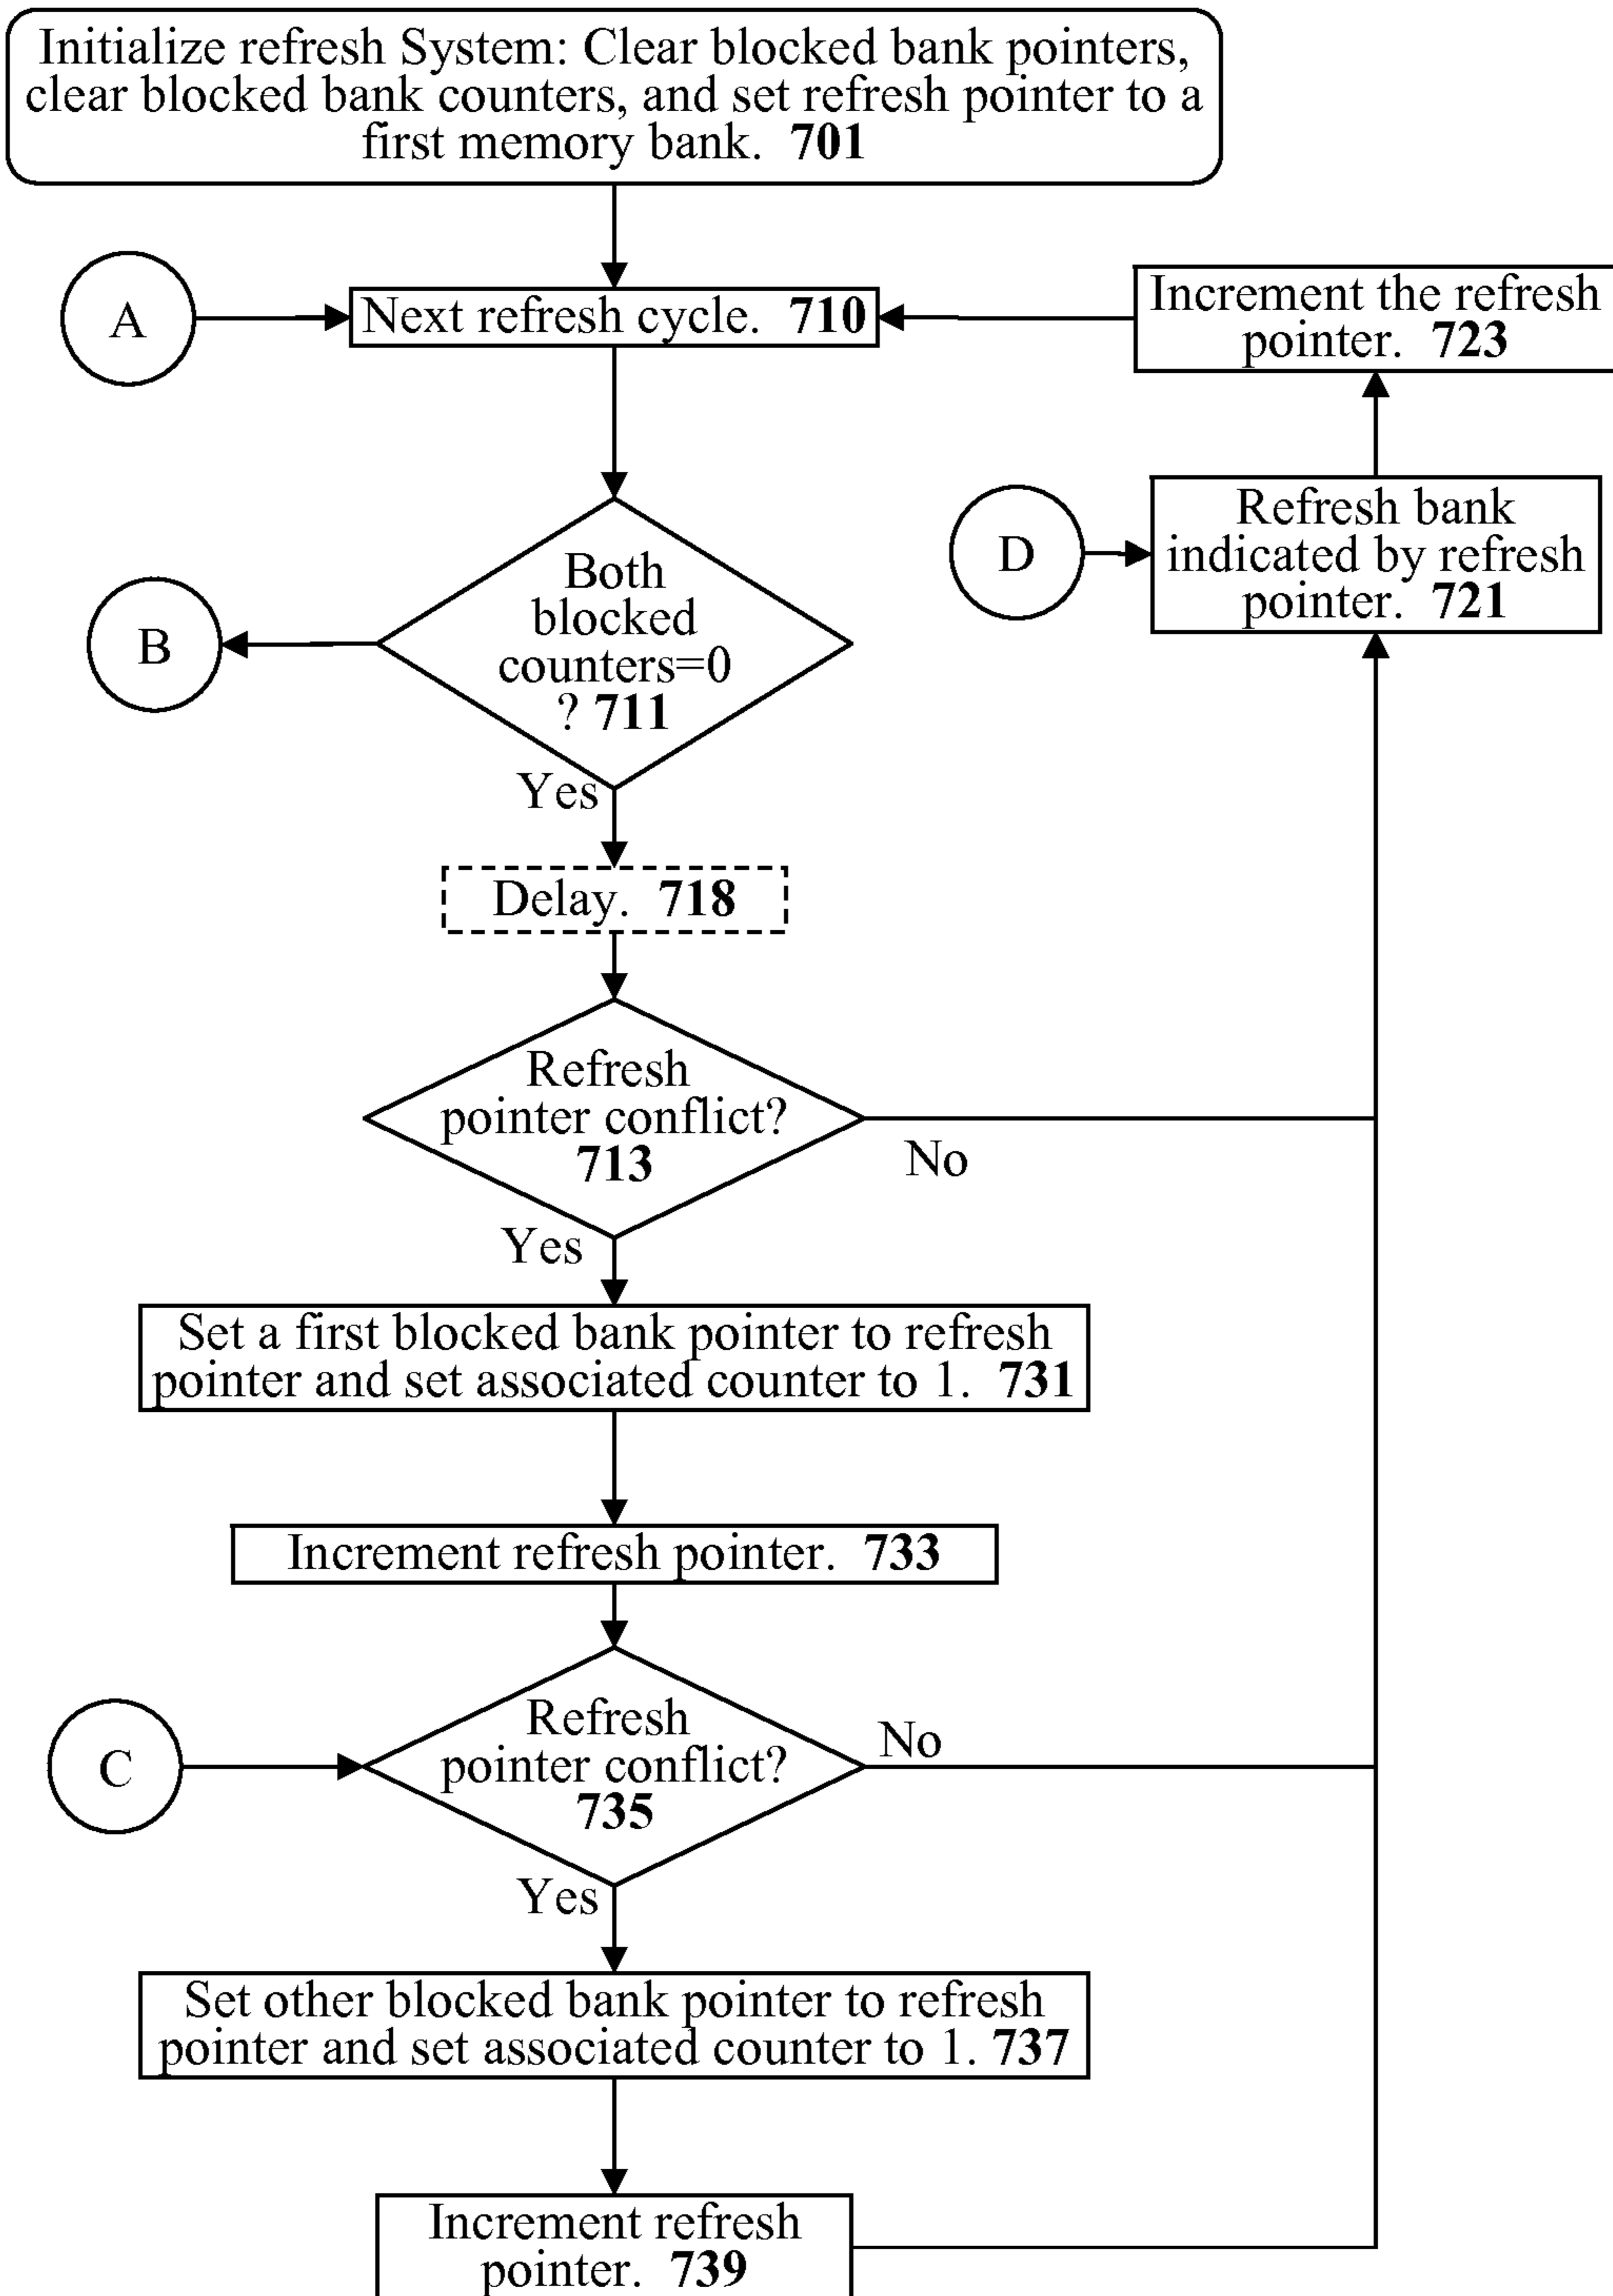 Initialize refresh System: Clear blocked bank pointers,
clear blocked bank counters, and set refresh pointer to a
first memory bank. 701
A
Next refresh cycle. 710
Increment the refresh
pointer. 723
D
Refresh bank
indicated by refresh
pointer. 721
B
Both
blocked
counters=0
? 711
Yes
Delay. 718
Refresh
pointer conflict?
713
No
Yes
Set a first blocked bank pointer to refresh
pointer and set associated counter to 1. 731
Increment refresh pointer. 733
C
Refresh
pointer conflict?
735
No
Yes
Set other blocked bank pointer to refresh
pointer and set associated counter to 1. 737
Increment refresh
pointer. 739